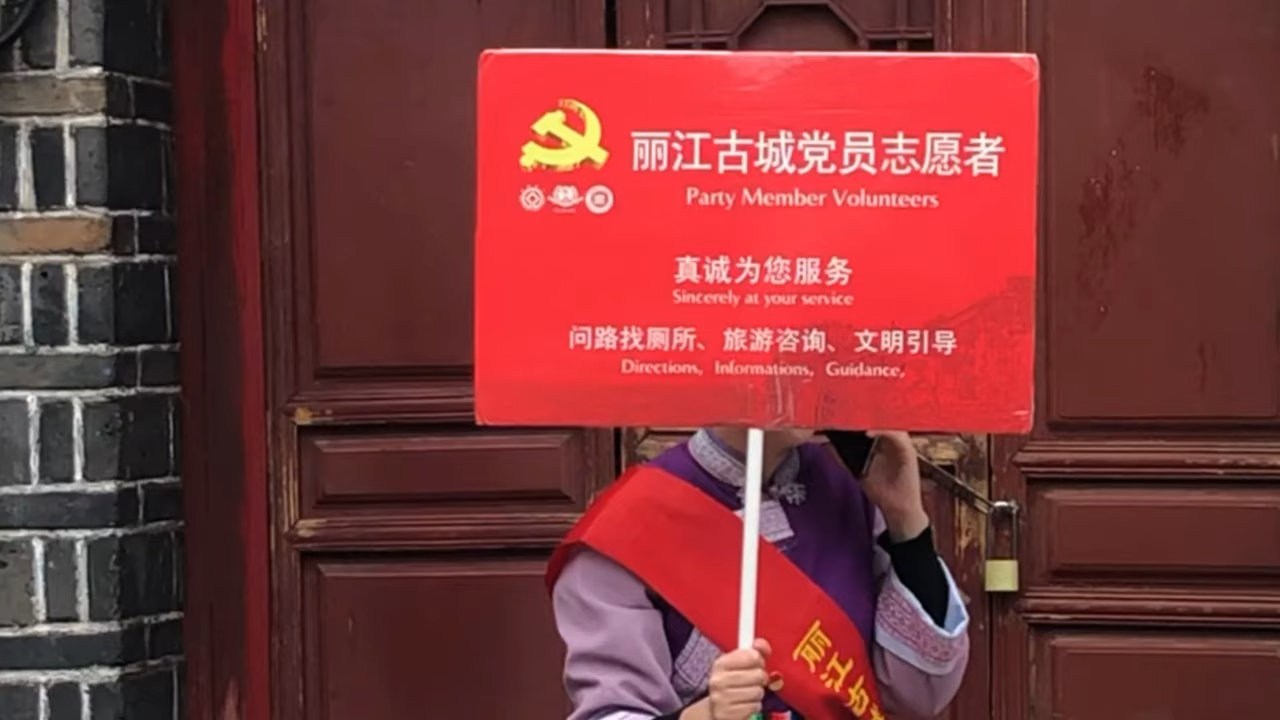 丽江古城党员志愿者
Party Member Volunteers
真诚为您服务
Sincerely at your service
问路找厕所、旅游咨询、文明引导
Directions, Informations, Guidance,
丽江古